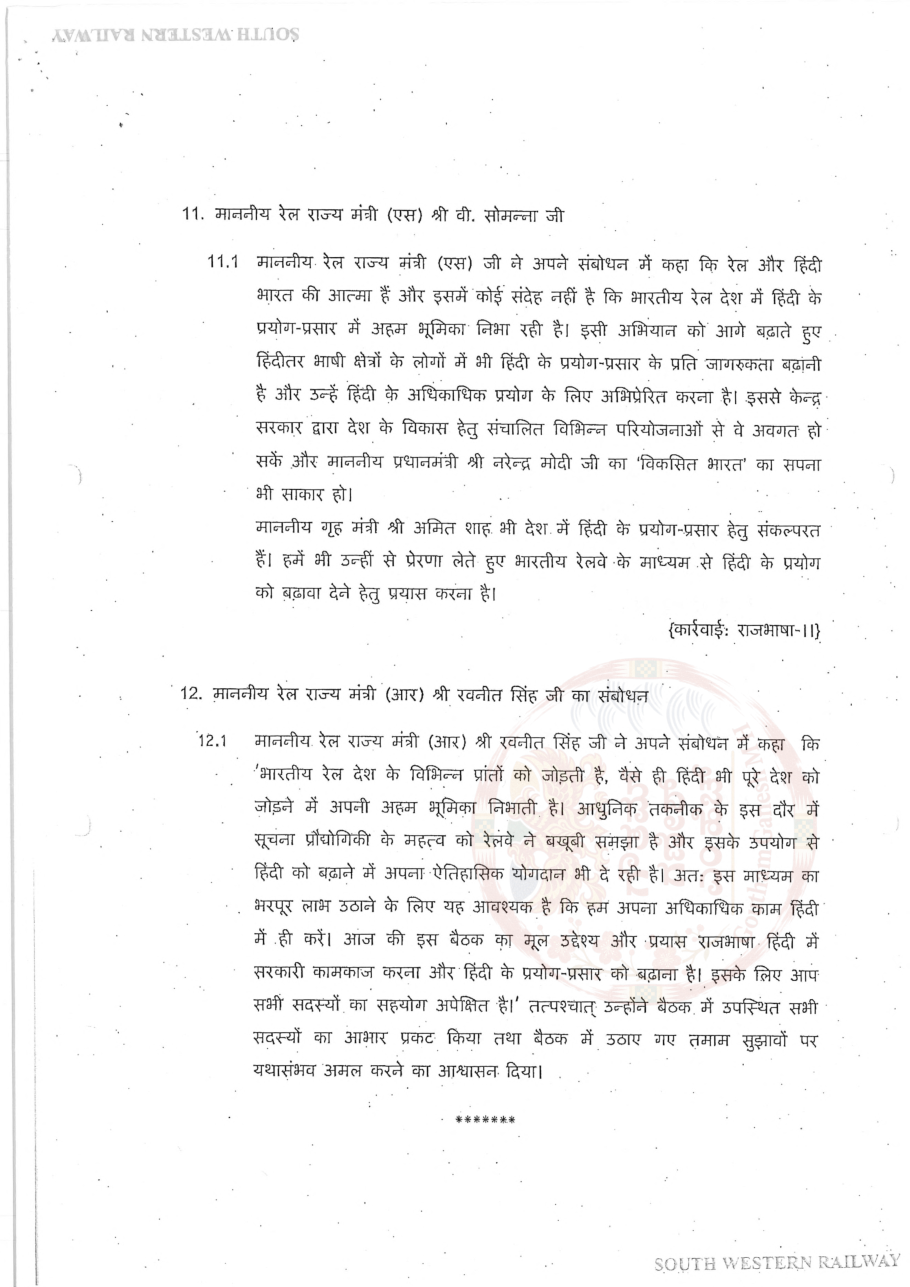 SOUTH WESTERN RAILWAY
11. माननीय रेल राज्य मंत्री (एस) श्री वी. सोमन्ना जी
11.1 माननीय रेल राज्य मंत्री (एस) जी ने अपने संबोधन में कहा कि रेल और हिंदी
भारत की आत्मा हैं और इसमें कोई संदेह नहीं है कि भारतीय रेल देश में हिंदी के
प्रयोग-प्रसार में अहम भूमिका निभा रही है। इसी अभियान को आगे बढ़ाते हुए
हिंदीतर भाषी क्षेत्रों के लोगों में भी हिंदी के प्रयोग-प्रसार के प्रति जागरुकता बढ़ानी
है और उन्हें हिंदी के अधिकाधिक प्रयोग के लिए अभिप्रेरित करना है। इससे केन्द्र
सरकार द्वारा देश के विकास हेतु संचालित विभिन्न परियोजनाओं से वे अवगत हो
सकें और माननीय प्रधानमंत्री श्री नरेन्द्र मोदी जी का 'विकसित भारत' का सपना
भी साकार हो।
माननीय गृह मंत्री श्री अमित शाह भी देश में हिंदी के प्रयोग-प्रसार हेतु संकल्परत
हैं। हमें भी उन्हीं से प्रेरणा लेते हुए भारतीय रेलवे के माध्यम से हिंदी के प्रयोग
को बढ़ावा देने हेतु प्रयास करना है।
{कार्रवाई: राजभाषा-II}
12. माननीय रेल राज्य मंत्री (आर) श्री रवनीत सिंह जी का संबोधन
12.1 माननीय रेल राज्य मंत्री (आर) श्री रवनीत सिंह जी ने अपने संबोधन में कहा कि
'भारतीय रेल देश के विभिन्न प्रांतों को जोड़ती है, वैसे ही हिंदी भी पूरे देश को
जोड़ने में अपनी अहम भूमिका निभाती है। आधुनिक तकनीक के इस दौर में
सूचना प्रौद्योगिकी के महत्व को रेलवे ने बखूबी समझा है और इसके उपयोग से
हिंदी को बढ़ाने में अपना ऐतिहासिक योगदान भी दे रही है। अत: इस माध्यम का
भरपूर लाभ उठाने के लिए यह आवश्यक है कि हम अपना अधिकाधिक काम हिंदी
में ही करें। आज की इस बैठक का मूल उद्देश्य और प्रयास राजभाषा हिंदी में
सरकारी कामकाज करना और हिंदी के प्रयोग-प्रसार को बढ़ाना है। इसके लिए आप
सभी सदस्यों का सहयोग अपेक्षित है।' तत्पश्चात् उन्होंने बैठक में उपस्थित सभी
सदस्यों का आभार प्रकट किया तथा बैठक में उठाए गए तमाम सुझावों पर
यथासंभव अमल करने का आश्वासन दिया।
*******
SOUTH WESTERN RAILWAY